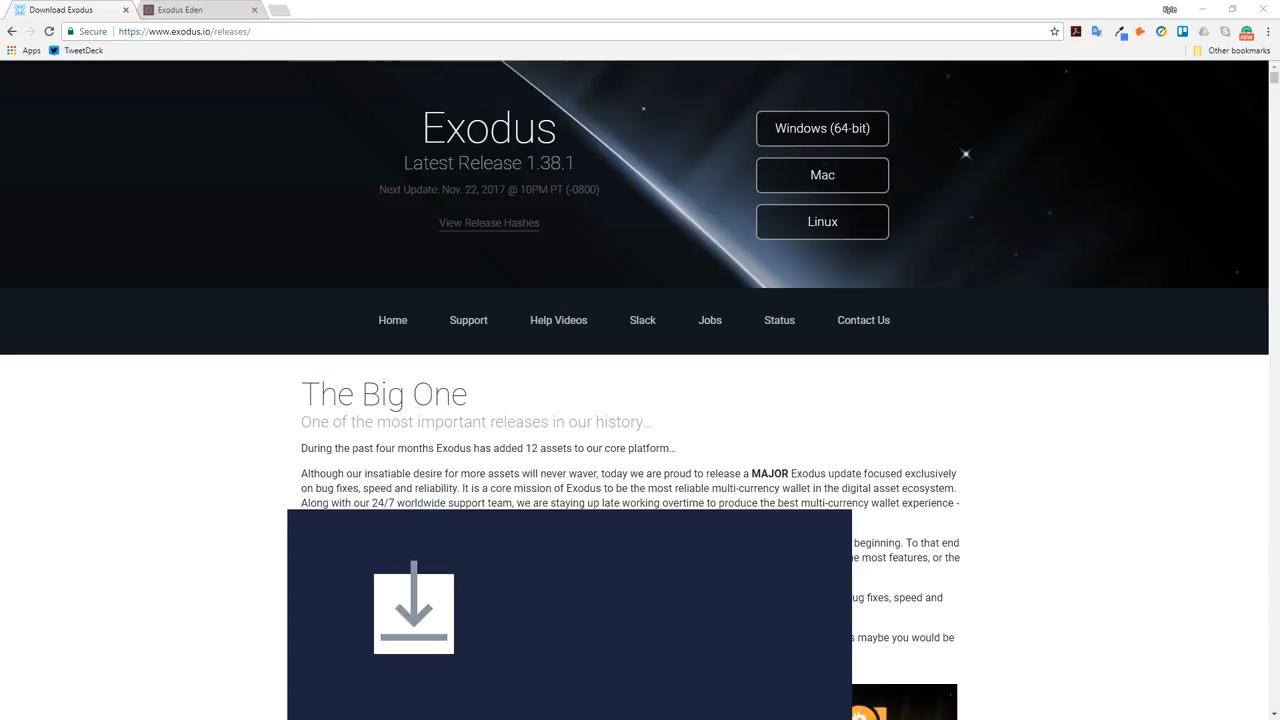 Download Exodus
Exodus Eden
Kyle
Secure
https://www.exodus.io/releases/
NEW
Apps
TweetDeck
Other bookmarks
Exodus
Latest Release 1.38.1
Next Update: Nov. 22, 2017 @ 10PM PT (-0800)
View Release Hashes
Windows (64-bit)
Mac
Linux
Home Support Help Videos Slack Jobs Status Contact Us
The Big One
One of the most important releases in our history...
During the past four months Exodus has added 12 assets to our core platform...
Although our insatiable desire for more assets will never waver, today we are proud to release a MAJOR Exodus update focused exclusively
on bug fixes, speed and reliability. It is a core mission of Exodus to be the most reliable multi-currency wallet in the digital asset ecosystem.
Along with our 24/7 worldwide support team, we are staying up late working overtime to produce the best multi-currency wallet experience -
beginning. To that end
most features, or the
fixes, speed and
maybe you would be